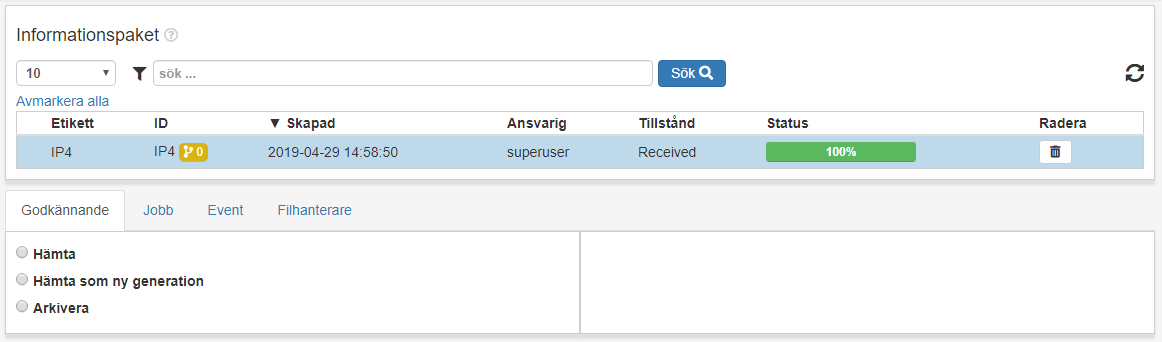 Informationspaket
10 sök ... Sök
Avmarkera alla
Etikett ID ▼ Skapad Ansvarig Tillstånd Status Radera
IP4 IP4 0 2019-04-29 14:58:50 superuser Received 100%
Godkännande Jobb Event Filhanterare
Hämta
Hämta som ny generation
Arkivera